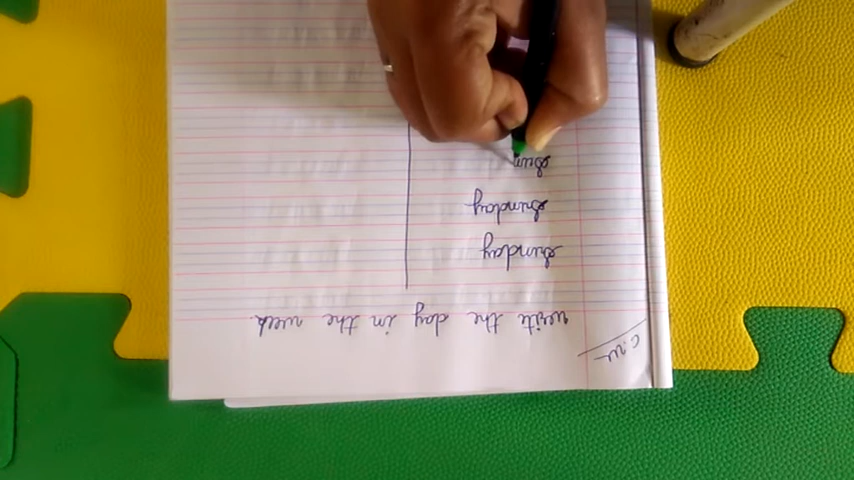 C.W
write the day in the week.
Sunday
Sunday
Sun